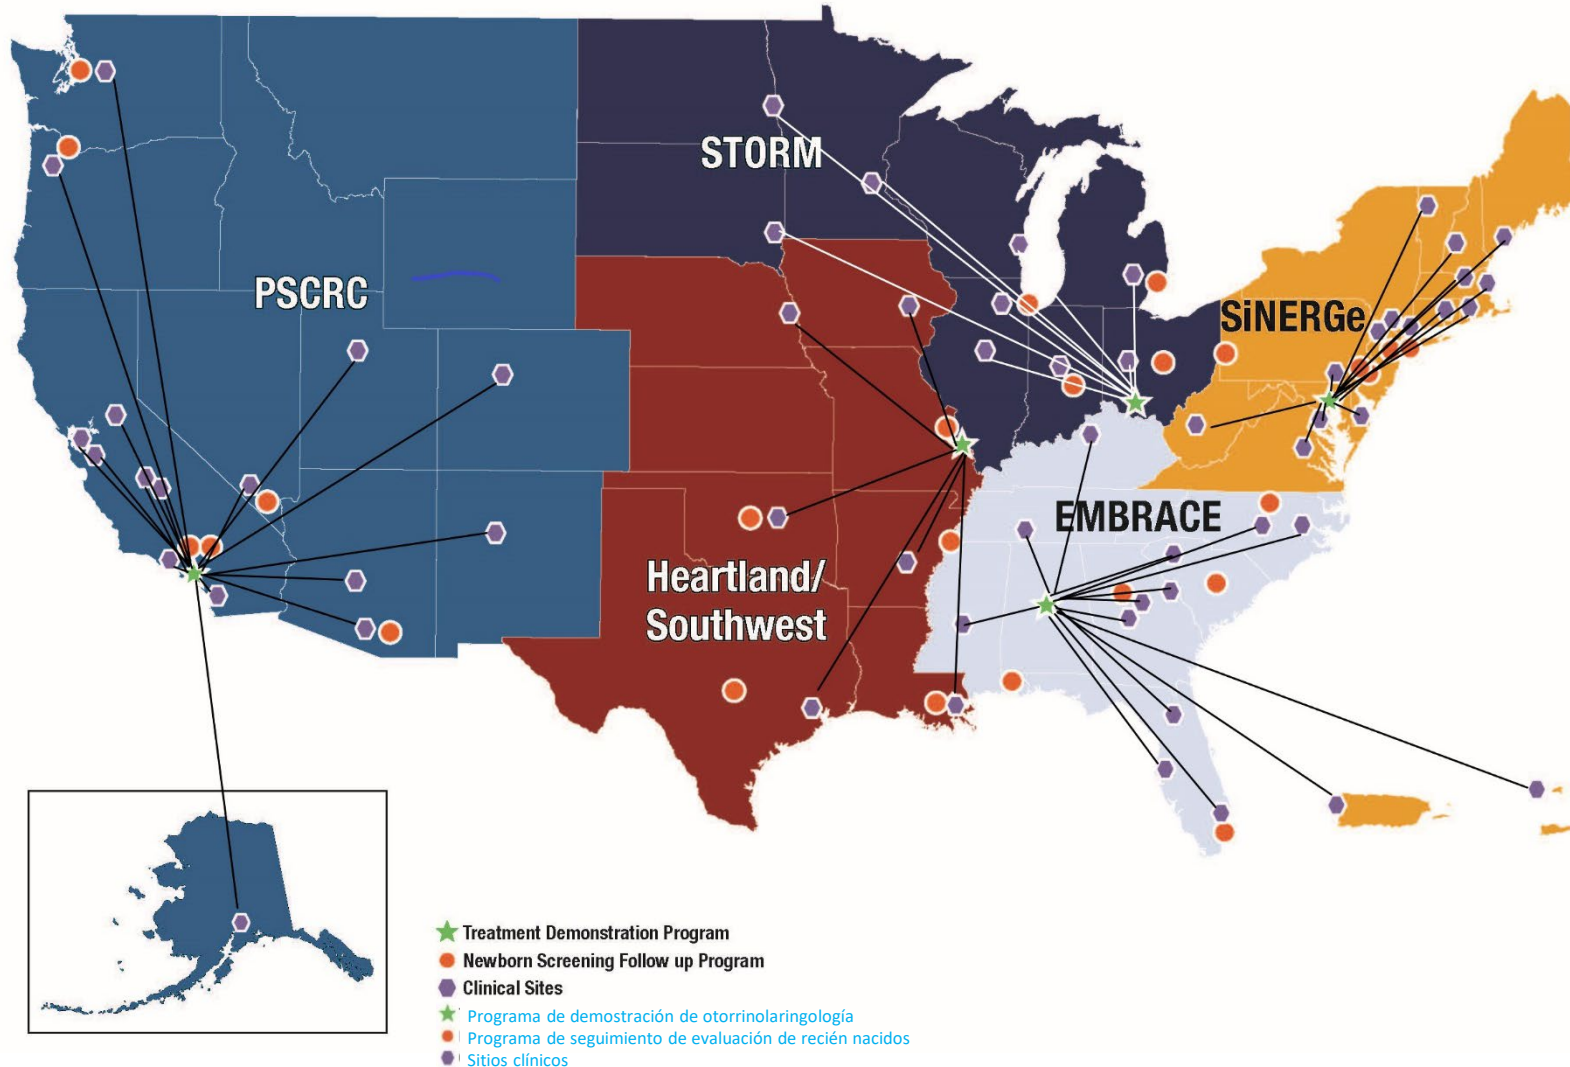 STORM
PSCRC
SiNERGe
EMBRACE
Heartland/
Southwest
Treatment Demonstration Program
Newborn Screening Follow up Program
Clinical Sites
Programa de demostración de otorrinolaringología
Programa de seguimiento de evaluación de recién nacidos
Sitios clínicos